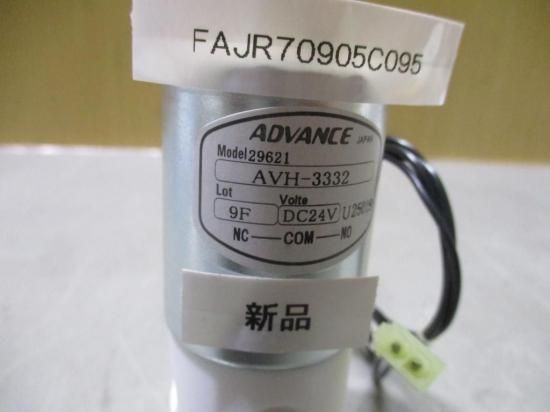 FAJR70905C095
ADVANCE JAPAN
Model 29621
AVH-3332
Lot Volte
9F DC24V
NC COM NO
新品